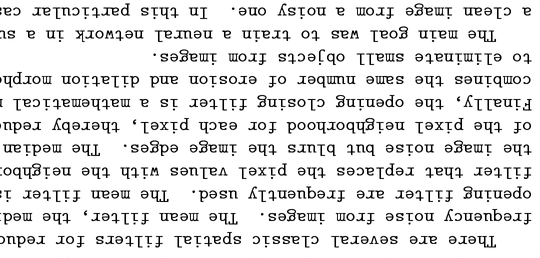 There are several classic spatial filters for reduc
frequency noise from images. The mean filter, the medi
opening filter are frequently used. The mean filter is
filter that replaces the pixel values with the neighbor
the image noise but blurs the image edges. The median
of the pixel neighborhood for each pixel, thereby reduc
Finally, the opening closing filter is a mathematical
combines the same number of erosion and dilation morpho
to eliminate small objects from images.
The main goal was to train a neural network in a su
a clean image from a noisy one. In this particular cas